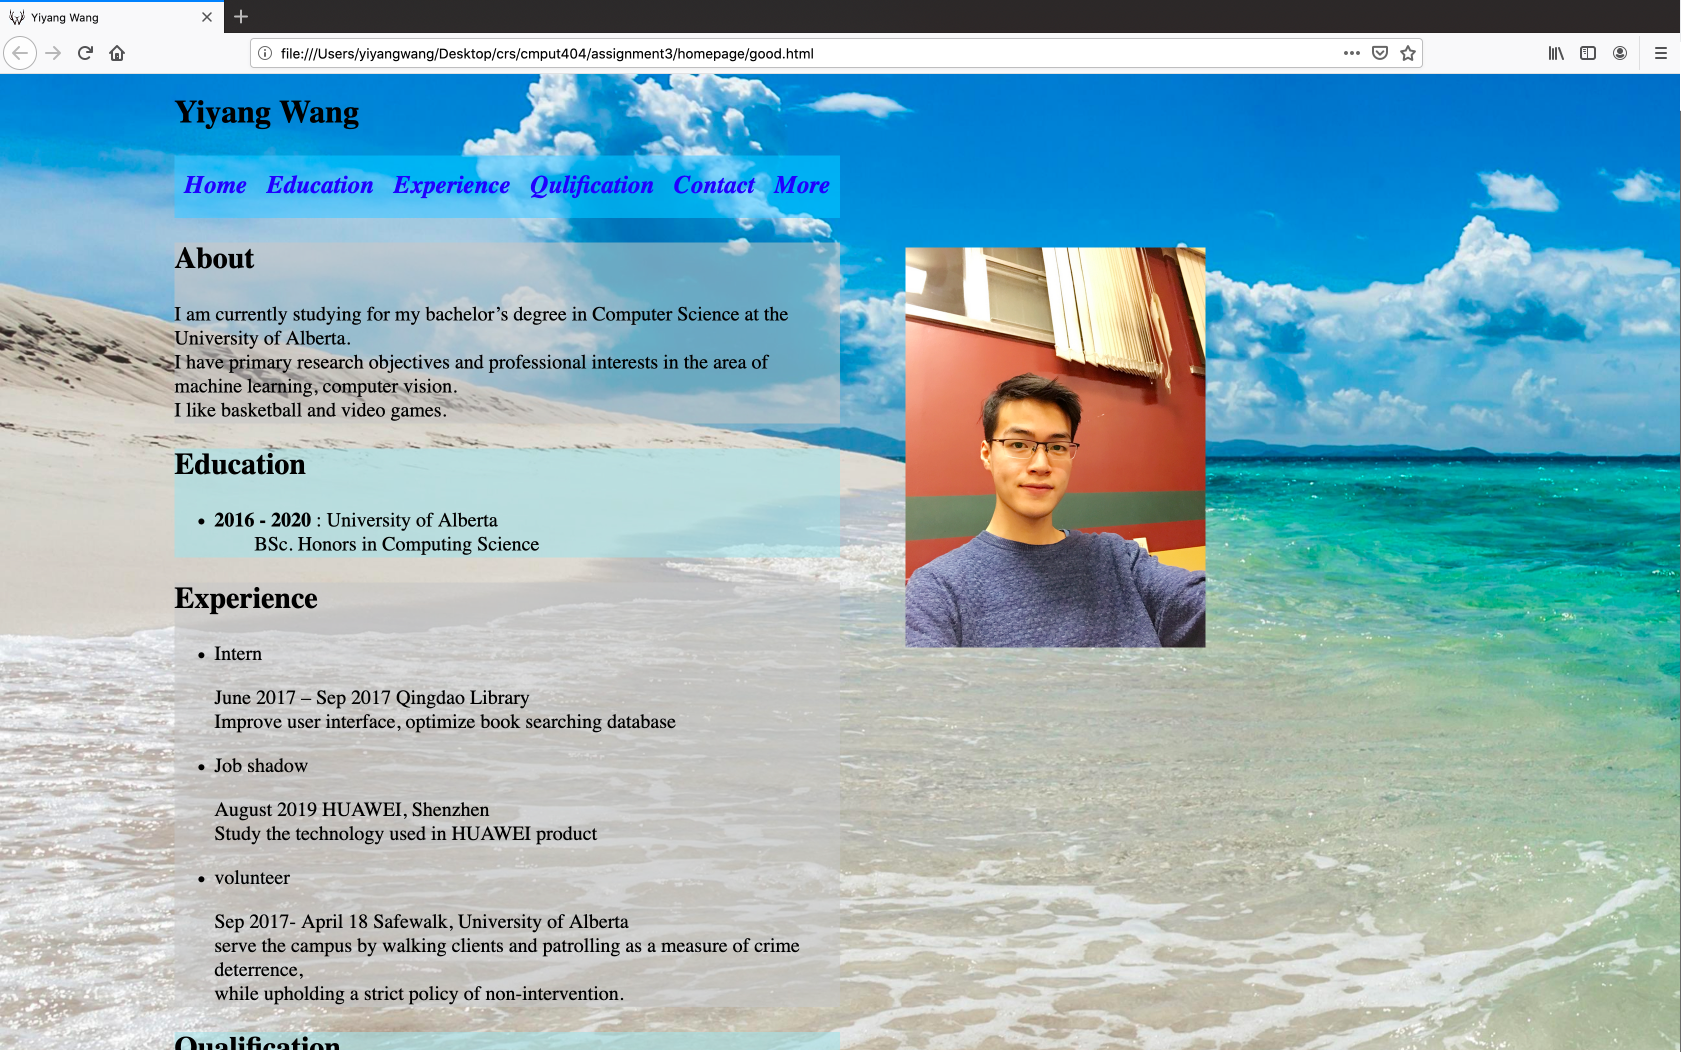 Yiyang Wang
file:///Users/yiyangwang/Desktop/crs/cmput404/assignment3/homepage/good.html
Yiyang Wang
Home Education Experience Qulification Contact More
About
I am currently studying for my bachelor’s degree in Computer Science at the
University of Alberta.
I have primary research objectives and professional interests in the area of
machine learning, computer vision.
I like basketball and video games.
Education
• 2016 - 2020 : University of Alberta
BSc. Honors in Computing Science
Experience
• Intern
June 2017 – Sep 2017 Qingdao Library
Improve user interface, optimize book searching database
• Job shadow
August 2019 HUAWEI, Shenzhen
Study the technology used in HUAWEI product
• volunteer
Sep 2017- April 18 Safewalk, University of Alberta
serve the campus by walking clients and patrolling as a measure of crime
deterrence,
while upholding a strict policy of non-intervention.
Qualification